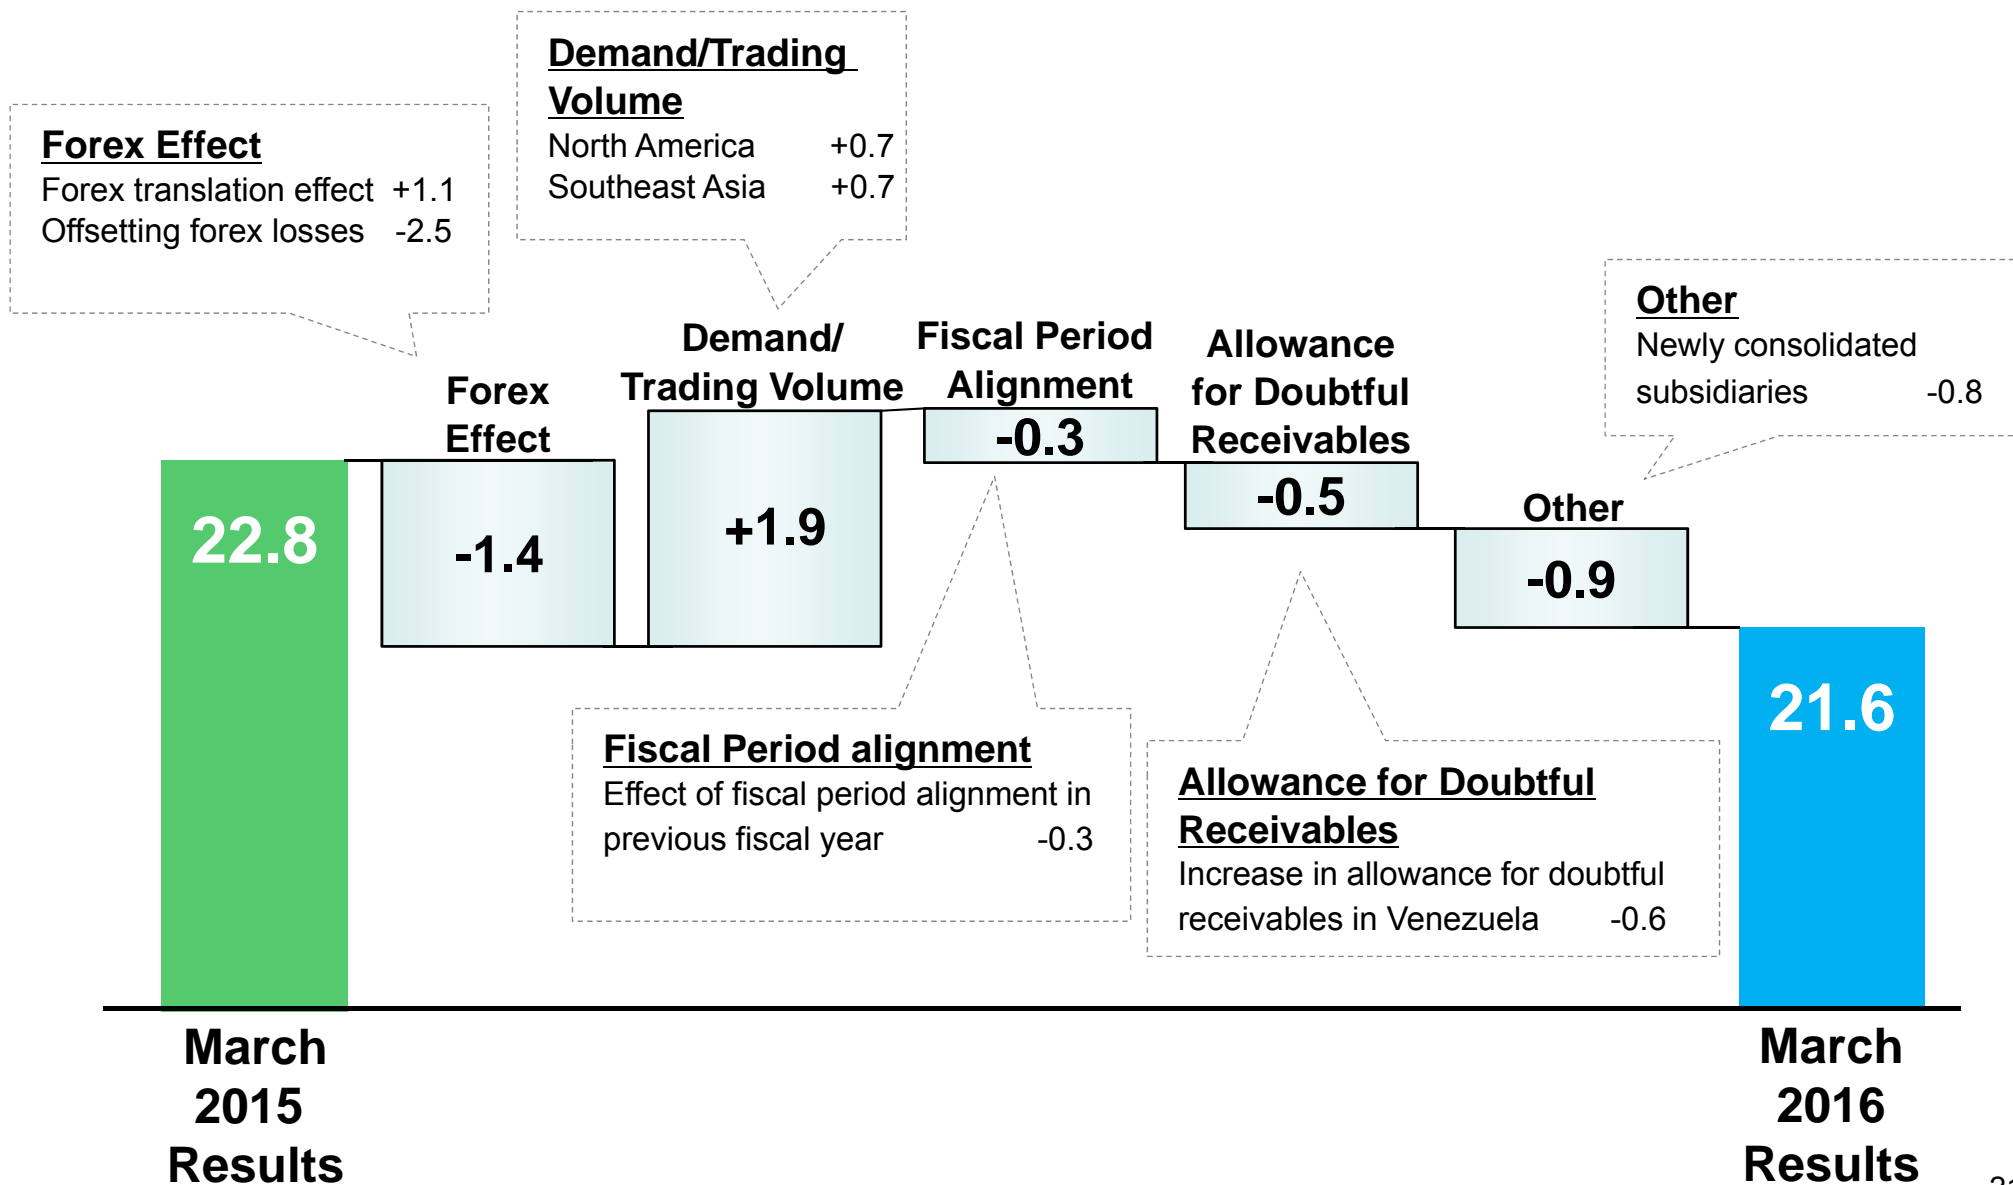 Demand/Trading
Volume
North America +0.7
Southeast Asia +0.7
Forex Effect
Forex translation effect +1.1
Offsetting forex losses -2.5
Other
Newly consolidated
subsidiaries -0.8
Forex
Effect
Demand/
Trading Volume
Fiscal Period
Alignment
Allowance
for Doubtful
Receivables
Other
22.8
-1.4
+1.9
-0.3
-0.5
-0.9
21.6
Fiscal Period alignment
Effect of fiscal period alignment in
previous fiscal year -0.3
Allowance for Doubtful
Receivables
Increase in allowance for doubtful
receivables in Venezuela -0.6
March
2015
Results
March
2016
Results